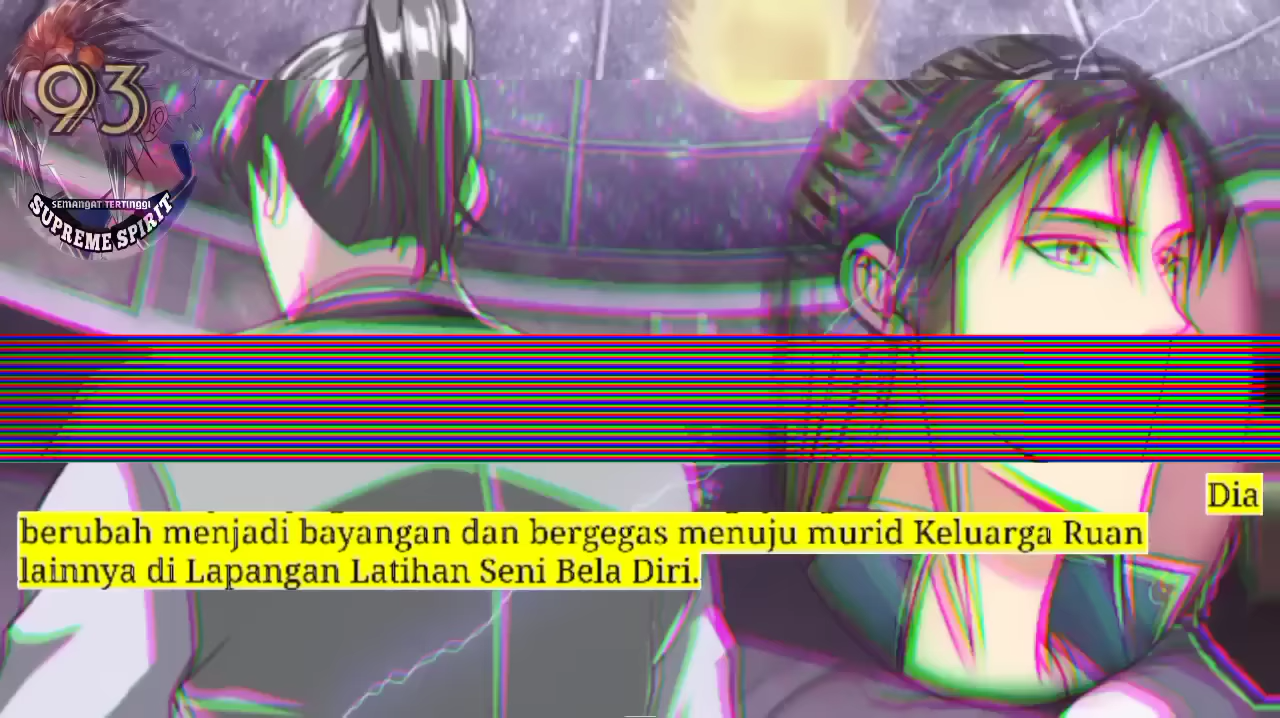 93
SEMANGAT TERTINGGI
SUPREME SPIRIT
Dia
berubah menjadi bayangan dan bergegas menuju murid Keluarga Ruan
lainnya di Lapangan Latihan Seni Bela Diri.